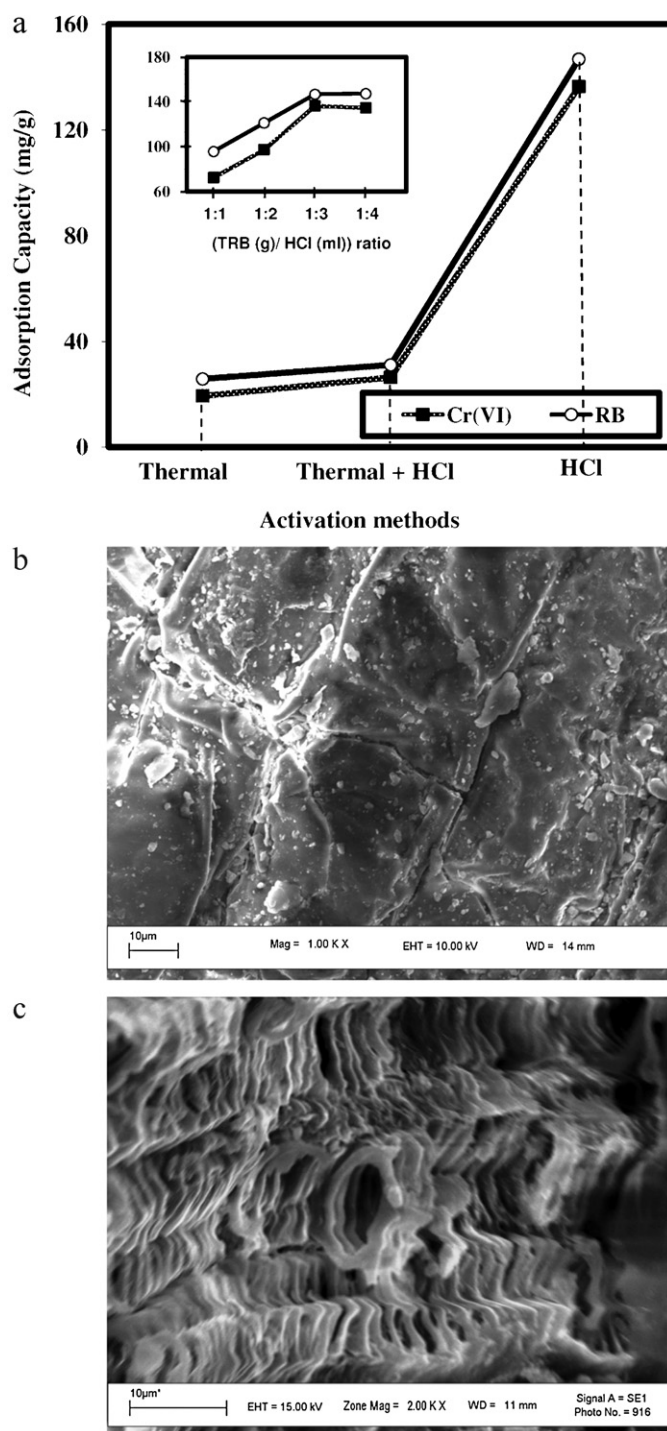 a
160
120
80
40
0
Adsorption Capacity (mg/g)
180
140
100
60
1:1 1:2 1:3 1:4
(TRB (g)/ HCl (ml)) ratio
Cr(VI) RB
Thermal Thermal + HCl HCl
Activation methods
b
10µm
Mag = 1.00 K X EHT = 10.00 kV WD = 14 mm
c
10µm*
EHT = 15.00 kV Zone Mag = 2.00 K X WD = 11 mm
Signal A = SE1
Photo No. = 916